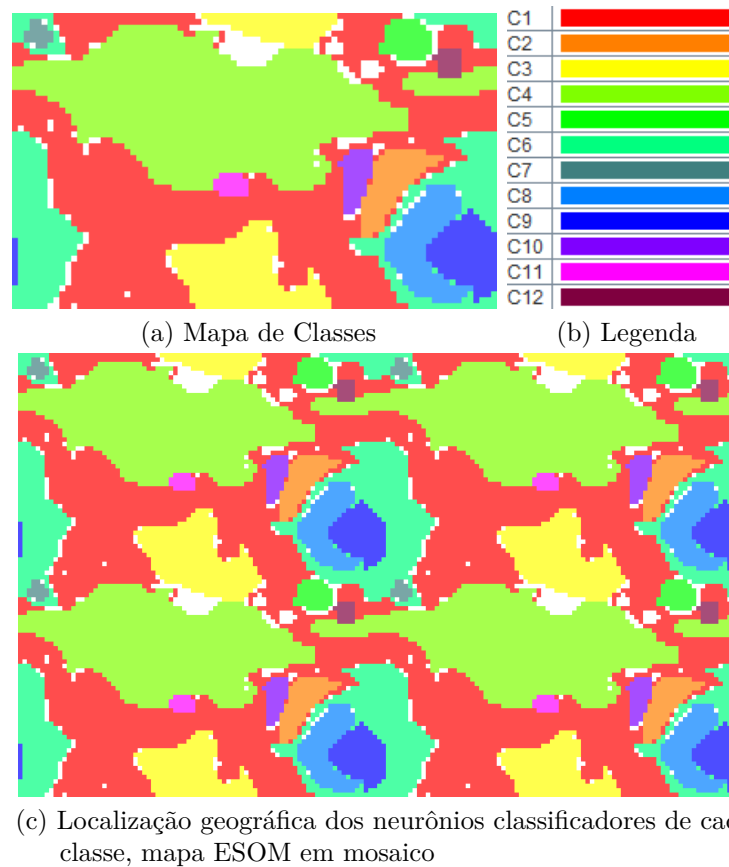 C1
C2
C3
C4
C5
C6
C7
C8
C9
C10
C11
C12
(a) Mapa de Classes
(b) Legenda
(c) Localização geográfica dos neurônios classificadores de
classe, mapa ESOM em mosaico